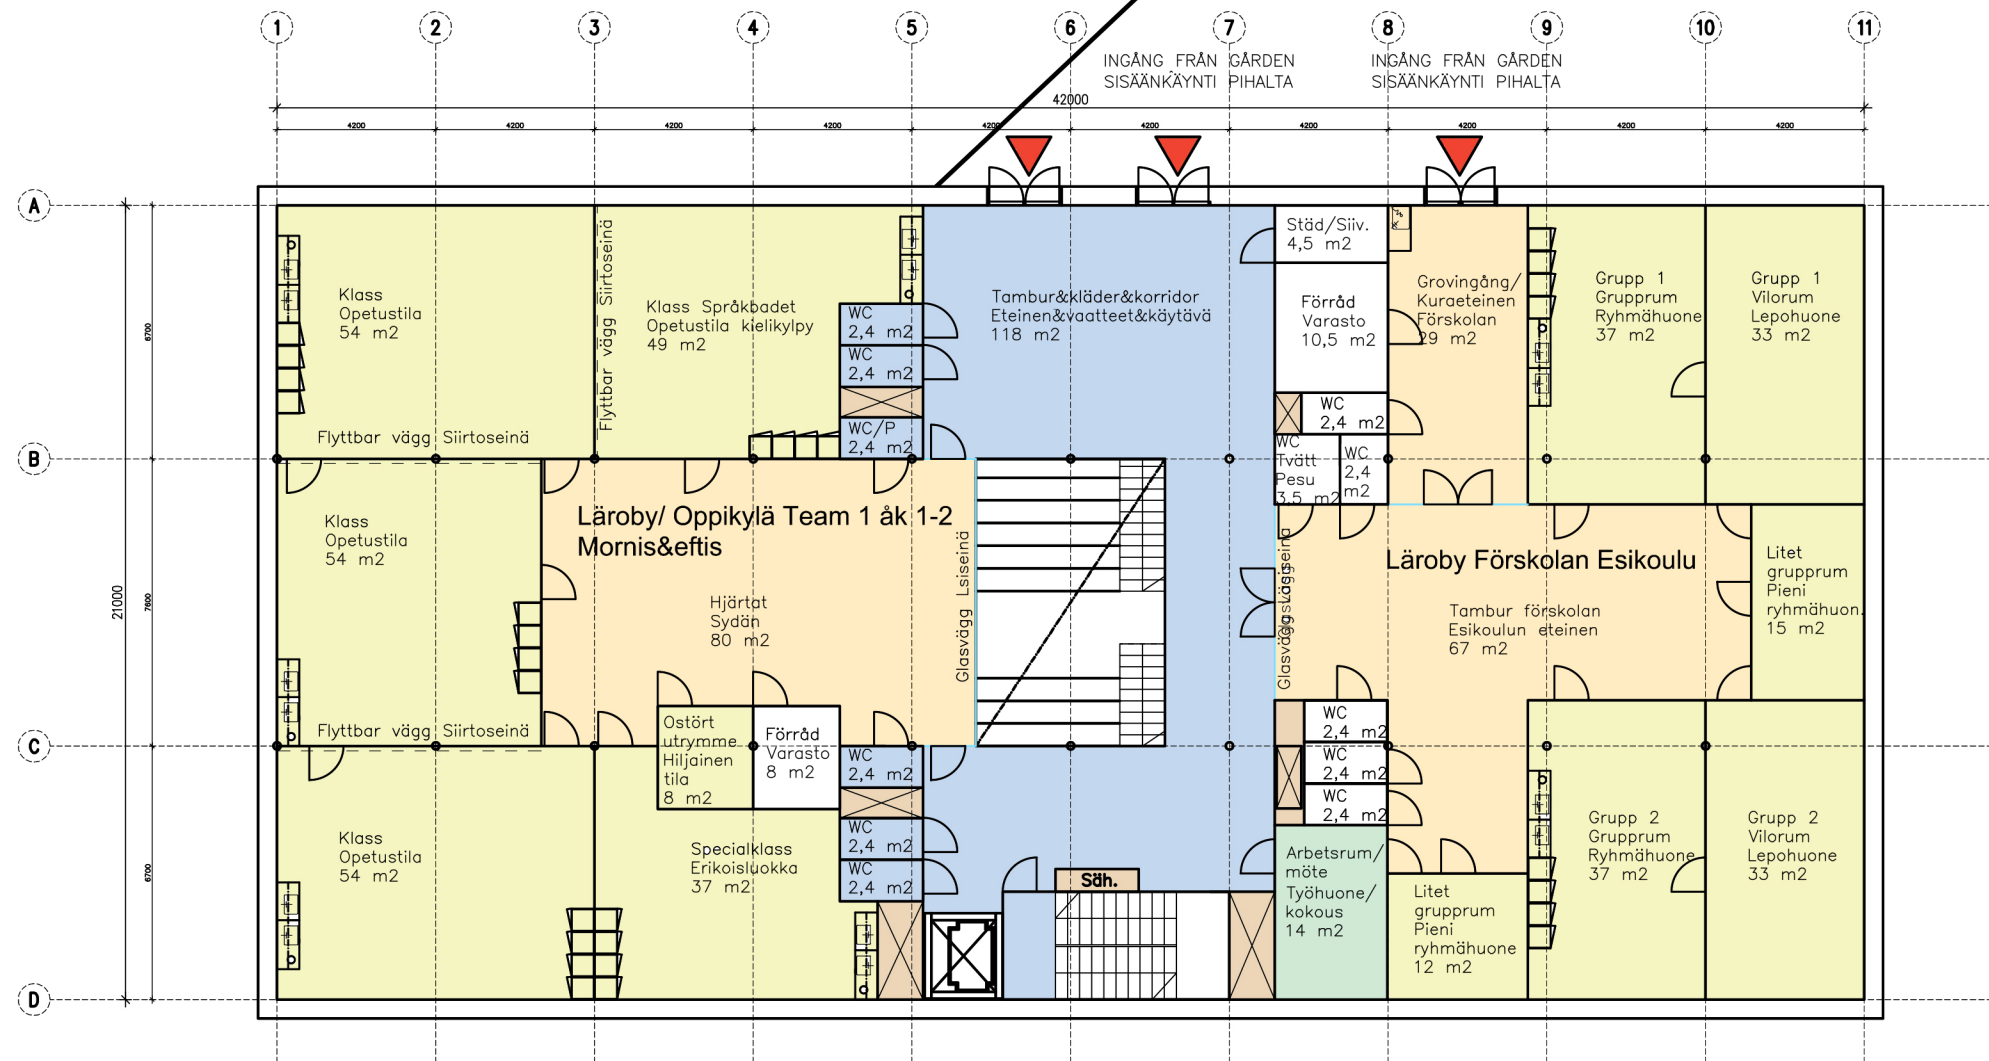 1 2 3 4 5 6 7 8 9 10 11
INGÅNG FRÅN GÅRDEN
SISÄÄNKÄYNTI PIHALTA
INGÅNG FRÅN GÅRDEN
SISÄÄNKÄYNTI PIHALTA
42000
4200 4200 4200 4200 4200 4200 4200 4200 4200 4200
A
B
C
D
21000
6700
7600
6700
Klass
Opetustila
54 m2
Flyttbar vägg Siirtoseinä
Flyttbar vägg Siirtoseinä
Klass Språkbadet
Opetustila kielikylpy
49 m2
WC
2,4 m2
WC
2,4 m2
WC/P
2,4 m2
Tambur&kläder&korridor
Eteinen&vaatteet&käytävä
118 m2
Städ/Siiv.
4,5 m2
Förråd
Varasto
10,5 m2
WC
2,4 m2
WC
Tvätt
Pesu
3,5 m2
WC
2,4
m2
Grovingång/
Kuraeteinen
Förskolan
29 m2
Grupp 1
Grupprum
Ryhmähuone
37 m2
Grupp 1
Vilorum
Lepohuone
33 m2
Klass
Opetustila
54 m2
Flyttbar vägg Siirtoseinä
Läroby/ Oppikylä Team 1 åk 1-2
Mornis&eftis
Hjärtat
Sydän
80 m2
Glasvägg Lsiseinä
Glasvägg
Läroby Förskolan Esikoulu
Tambur förskolan
Esikoulun eteinen
67 m2
Litet
grupprum
Pieni
ryhmähuon.
15 m2
Ostört
utrymme
Hiljainen
tila
8 m2
Förråd
Varasto
8 m2
WC
2,4 m2
WC
2,4 m2
WC
2,4 m2
WC
2,4 m2
WC
2,4 m2
WC
2,4 m2
Klass
Opetustila
54 m2
Specialklass
Erikoisluokka
37 m2
Säh.
Arbetsrum/
möte
Työhuone/
kokous
14 m2
Litet
grupprum
Pieni
ryhmähuone
12 m2
Grupp 2
Grupprum
Ryhmähuone
37 m2
Grupp 2
Vilorum
Lepohuone
33 m2